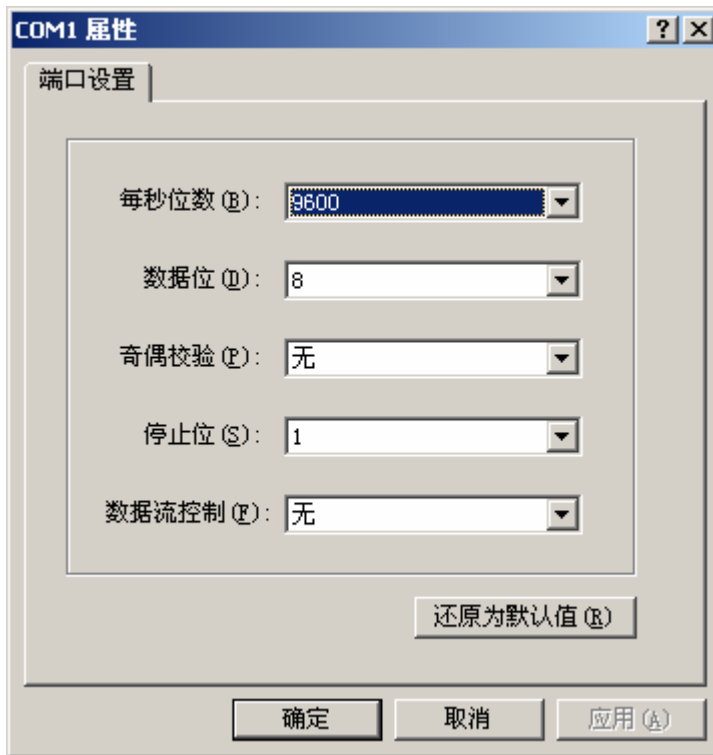 COM1 属性
端口设置
每秒位数(B): 9600
数据位(D): 8
奇偶校验(P): 无
停止位(S): 1
数据流控制(F): 无
还原为默认值(R)
确定 取消 应用(A)